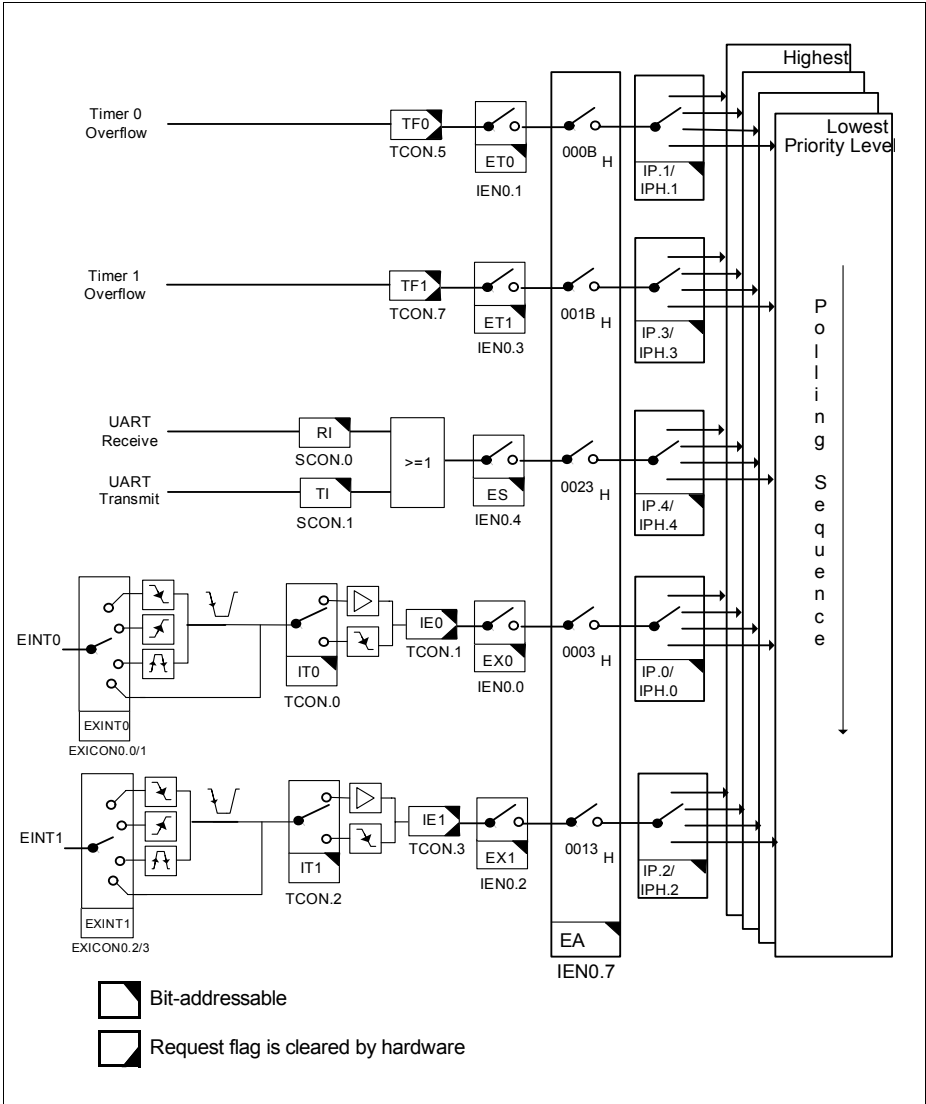 Highest
Lowest
Priority Level
Timer 0
Overflow
TF0
TCON.5
ET0
IEN0.1
000B H
IP.1/
IPH.1
Timer 1
Overflow
TF1
TCON.7
ET1
IEN0.3
001B H
IP.3/
IPH.3
UART
Receive
RI
SCON.0
UART
Transmit
TI
SCON.1
>=1
ES
IEN0.4
0023 H
IP.4/
IPH.4
EINT0
EXINT0
EXICON0.0/1
IT0
TCON.0
IE0
TCON.1
EX0
IEN0.0
0003 H
IP.0/
IPH.0
EINT1
EXINT1
EXICON0.2/3
IT1
TCON.2
IE1
TCON.3
EX1
IEN0.2
0013 H
IP.2/
IPH.2
EA
IEN0.7
Polling Sequence
Bit-addressable
Request flag is cleared by hardware